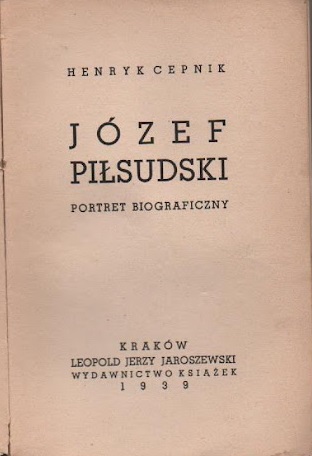 HENRYK CEPNIK
JÓZEF
PIŁSUDSKI
PORTRET BIOGRAFICZNY
KRAKÓW
LEOPOLD JERZY JAROSZEWSKI
WYDAWNICTWO KSIĄŻEK
1939